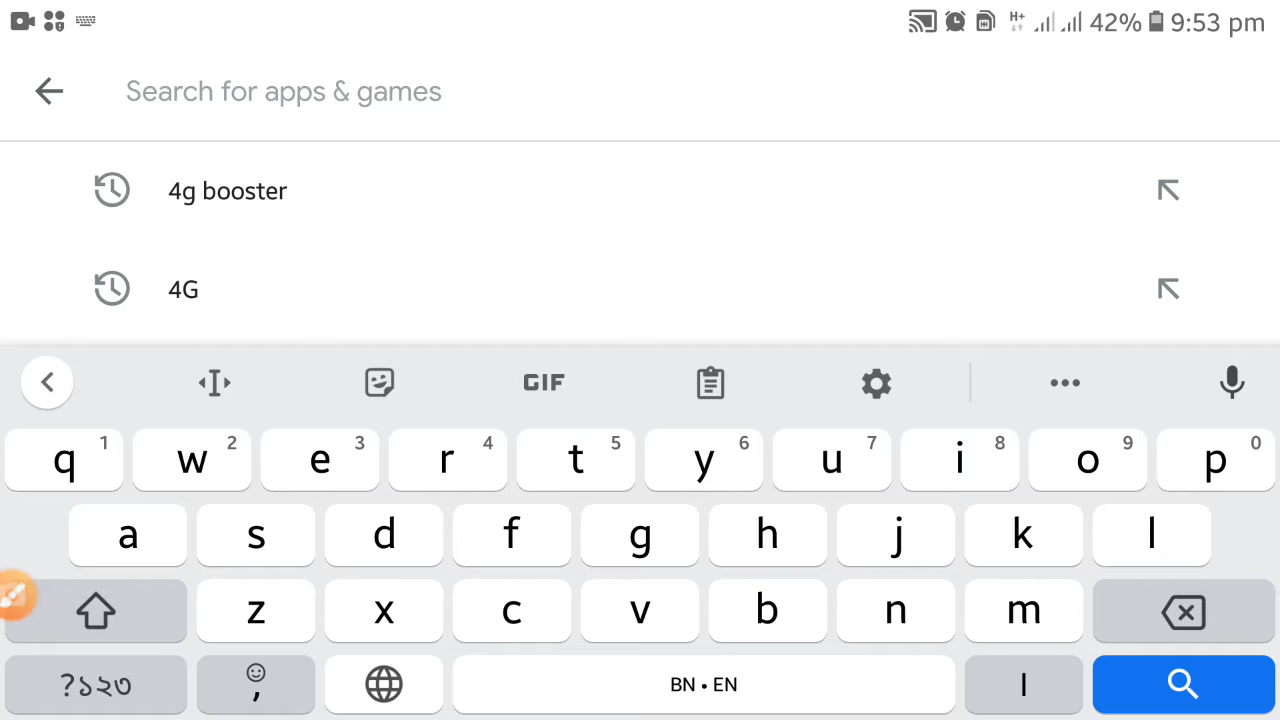 H+ 42% 9:53 pm
Search for apps & games
4g booster
4G
GIF
q 1 w 2 e 3 r 4 t 5 y 6 u 7 i 8 o 9 p 0
a s d f g h j k l
z x c v b n m
?১২৩ , BN • EN ।